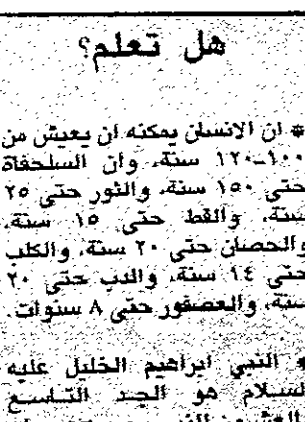 هل تعلم؟
* ان الانسان يمكنه ان يعيش من
١٠٠-١٢٠ سنة، وان السلحفاة
حتى ١٥٠ سنة، والثور حتى ٢٥
سنة، والقط حتى ١٥ سنة،
والحصان حتى ٢٠ سنة، والكلب
حتى ١٤ سنة، والدب حتى ٢٠
سنة، والعصفور حتى ٨ سنوات.
* النبي ابراهيم الخليل عليه
السلام هو الجد التاسع